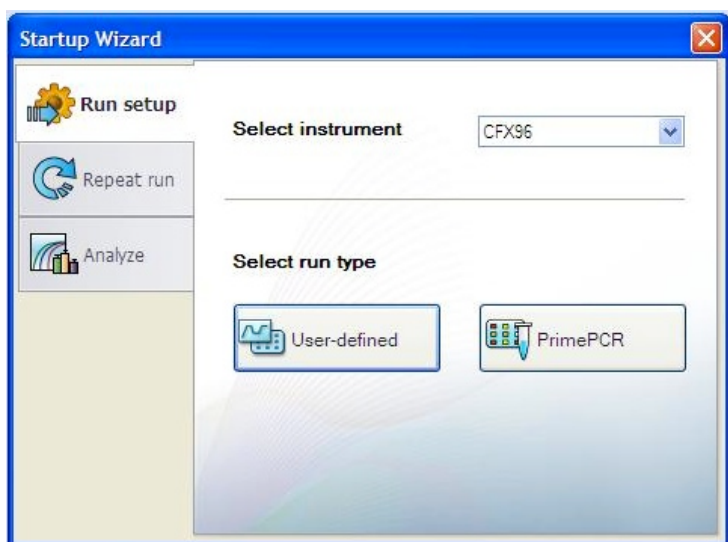 Startup Wizard
Run setup
Repeat run
Analyze
Select instrument
CFX96
Select run type
User-defined
PrimePCR